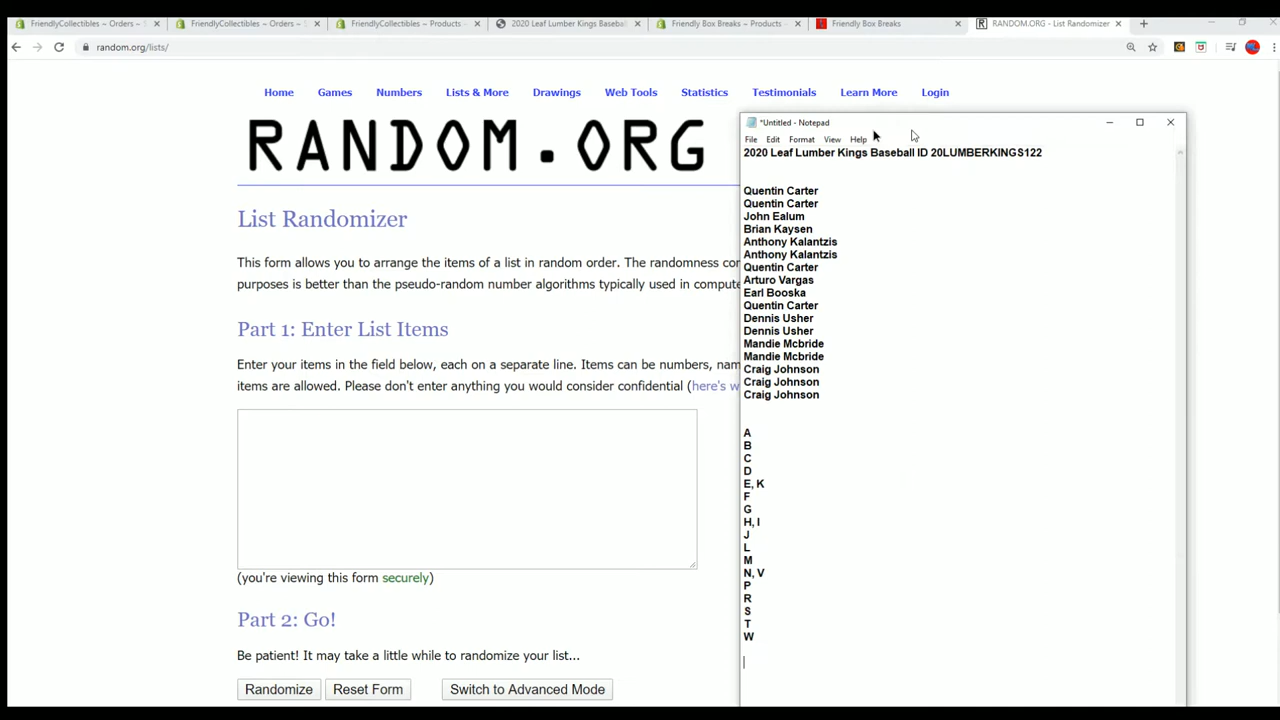 FriendlyCollectibles ~ Orders ~ S
FriendlyCollectibles ~ Orders ~ S
FriendlyCollectibles ~ Products ~
2020 Leaf Lumber Kings Baseball
Friendly Box Breaks ~ Products ~
Friendly Box Breaks
RANDOM.ORG - List Randomizer
random.org/lists/
Home Games Numbers Lists & More Drawings Web Tools Statistics Testimonials Learn More Login
RANDOM.ORG
List Randomizer
This form allows you to arrange the items of a list in random order. The randomness com
purposes is better than the pseudo-random number algorithms typically used in compute
Part 1: Enter List Items
Enter your items in the field below, each on a separate line. Items can be numbers, nam
items are allowed. Please don't enter anything you would consider confidential (here's w
(you're viewing this form securely)
Part 2: Go!
Be patient! It may take a little while to randomize your list...
Randomize Reset Form Switch to Advanced Mode
*Untitled - Notepad
File Edit Format View Help
2020 Leaf Lumber Kings Baseball ID 20LUMBERKINGS122
Quentin Carter
Quentin Carter
John Ealum
Brian Kaysen
Anthony Kalantzis
Anthony Kalantzis
Quentin Carter
Arturo Vargas
Earl Booska
Quentin Carter
Dennis Usher
Dennis Usher
Mandie Mcbride
Mandie Mcbride
Craig Johnson
Craig Johnson
Craig Johnson
A
B
C
D
E, K
F
G
H, I
J
L
M
N, V
P
R
S
T
W